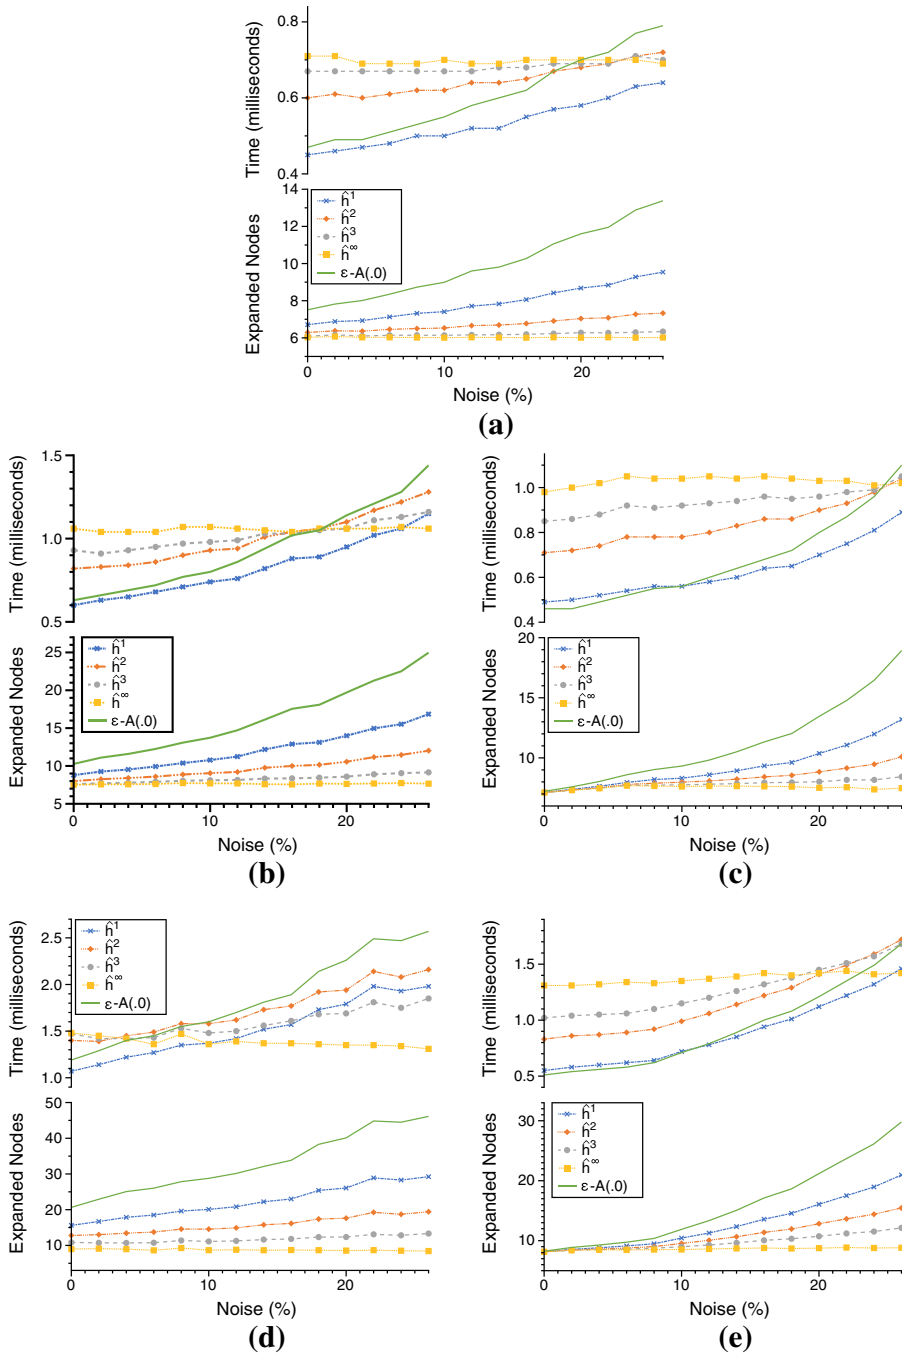 Time (milliseconds)
0.8
0.6
0.4
Expanded Nodes
14
12
10
8
6
ĥ¹
ĥ²
ĥ³
ĥ∞
ε-A(.0)
0 10 20
Noise (%)
(a)
Time (milliseconds)
1.5
1.0
0.5
Expanded Nodes
25
20
15
10
5
ĥ¹
ĥ²
ĥ³
ĥ∞
ε-A(.0)
0 10 20
Noise (%)
(b)
Time (milliseconds)
1.0
0.8
0.6
0.4
Expanded Nodes
20
15
10
ĥ¹
ĥ²
ĥ³
ĥ∞
ε-A(.0)
0 10 20
Noise (%)
(c)
Time (milliseconds)
2.5
2.0
1.5
1.0
ĥ¹
ĥ²
ĥ³
ĥ∞
ε-A(.0)
Expanded Nodes
50
40
30
20
10
0 10 20
Noise (%)
(d)
Time (milliseconds)
1.5
1.0
0.5
Expanded Nodes
30
20
10
ĥ¹
ĥ²
ĥ³
ĥ∞
ε-A(.0)
0 10 20
Noise (%)
(e)